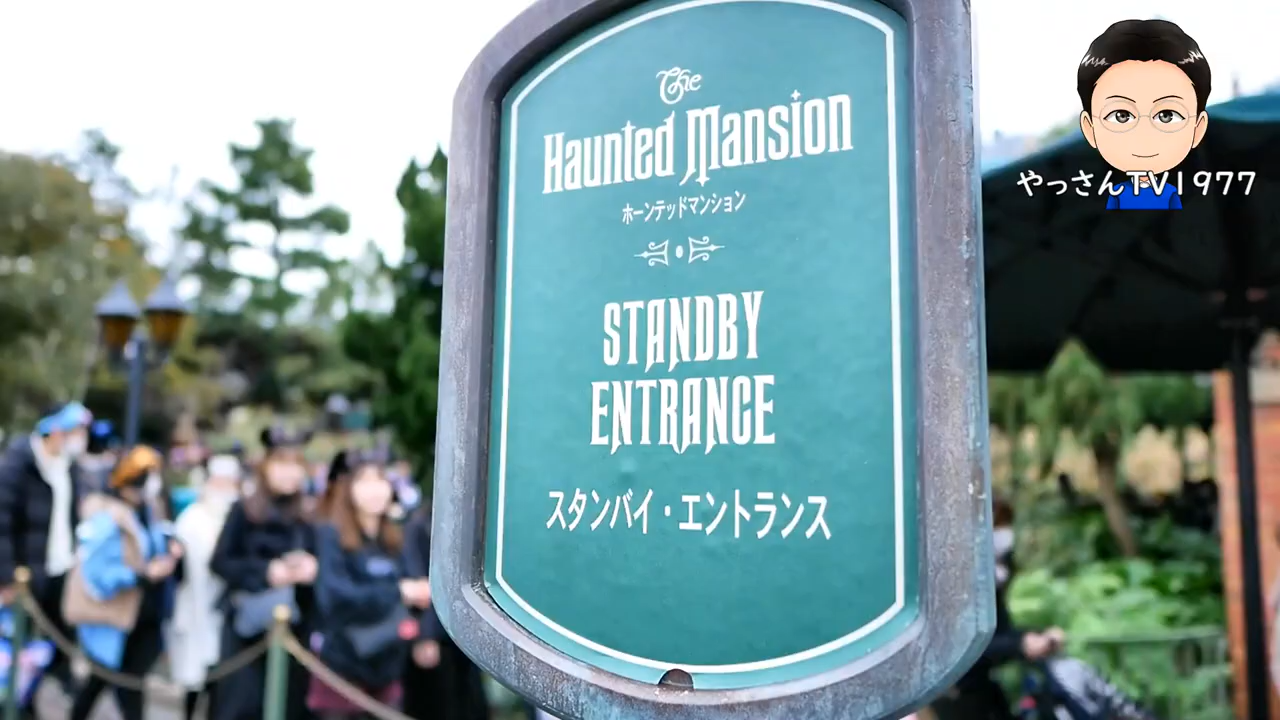 The
Haunted Mansion
ホーンテッドマンション
STANDBY
ENTRANCE
スタンバイ・エントランス
やっさんTV1977